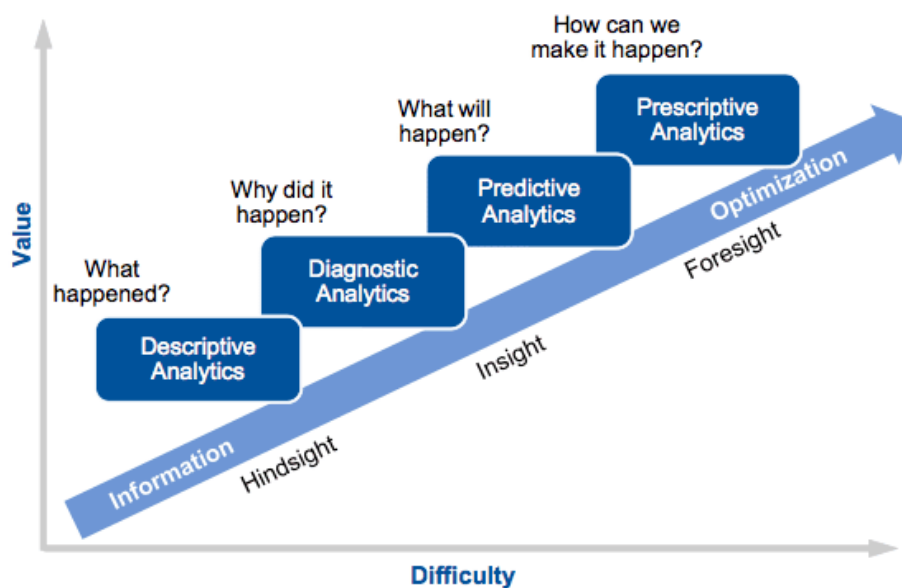 How can we
make it happen?
Prescriptive
Analytics
What will
happen?
Predictive
Analytics
Why did it
happen?
Diagnostic
Analytics
What
happened?
Descriptive
Analytics
Value
Information
Optimization
Hindsight
Insight
Foresight
Difficulty